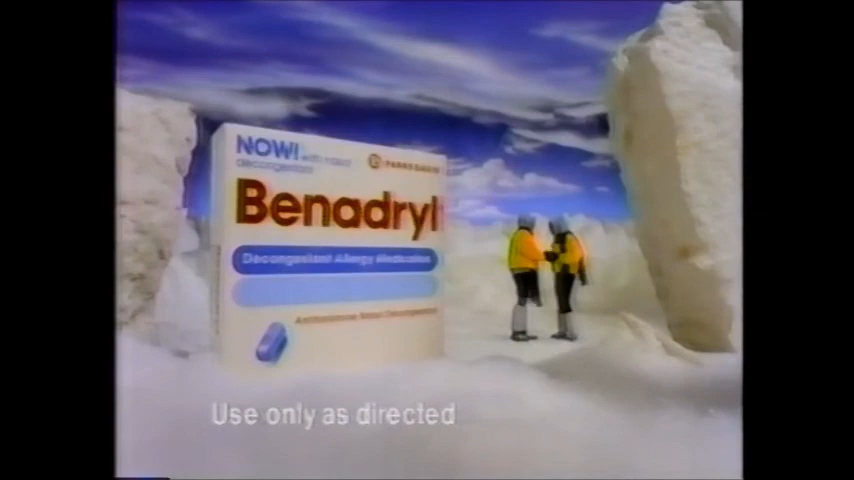 NOW! with nasal
decongestant
PARKE-DAVIS
Benadryl
Decongestant Allergy Medication
Antihistamine Nasal Decongestant
Use only as directed